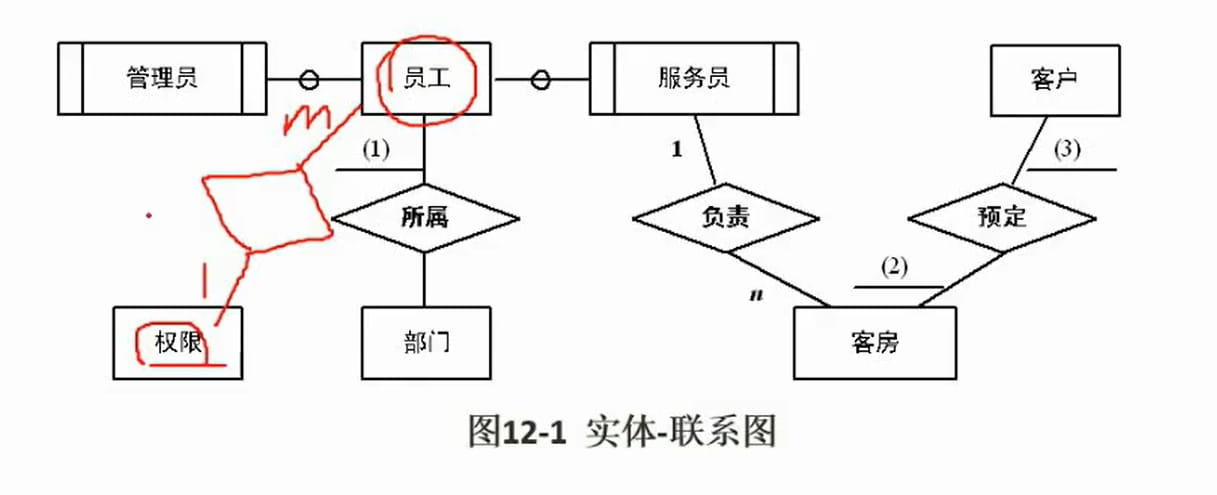 管理员 员工 服务员 客户
m (1) 1 (3)
所属 负责 预定
1 n (2)
权限 部门 客房
图12-1 实体-联系图